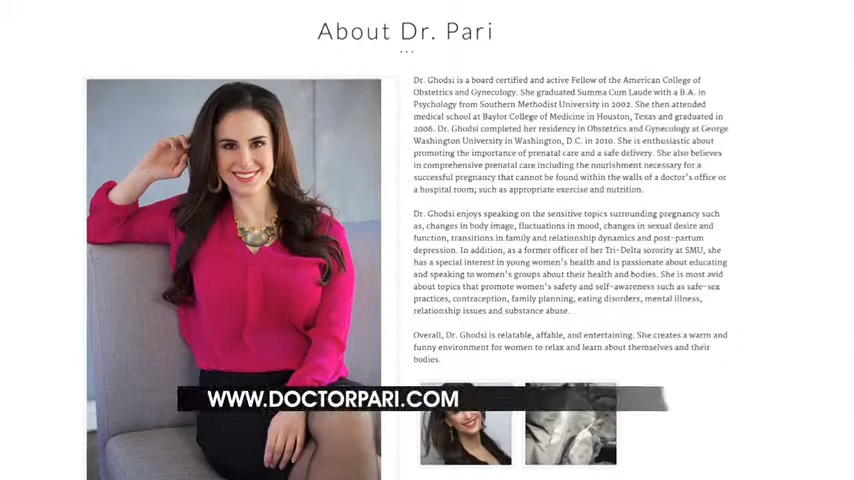 About Dr. Pari
...
Dr. Ghodsi is a board certified and active Fellow of the American College of
Obstetrics and Gynecology. She graduated Summa Cum Laude with a B.A. in
Psychology from Southern Methodist University in 2002. She then attended
medical school at Baylor College of Medicine in Houston, Texas and graduated in
2006. Dr. Ghodsi completed her residency in Obstetrics and Gynecology at George
Washington University in Washington, D.C. in 2010. She is enthusiastic about
promoting the importance of prenatal care and a safe delivery. She also believes
in comprehensive prenatal care including the nourishment necessary for a
successful pregnancy that cannot be found within the walls of a doctor's office or
a hospital room; such as appropriate exercise and nutrition.
Dr. Ghodsi enjoys speaking on the sensitive topics surrounding pregnancy such
as, changes in body image, fluctuations in mood, changes in sexual desire and
function, transitions in family and relationship dynamics and post-partum
depression. In addition, as a former officer of her Tri-Delta sorority at SMU, she
has a special interest in young women's health and is passionate about educating
and speaking to women's groups about their health and bodies. She is most avid
about topics that promote women's safety and self-awareness such as safe-sex
practices, contraception, family planning, eating disorders, mental illness,
relationship issues and substance abuse.
Overall, Dr. Ghodsi is relatable, affable, and entertaining. She creates a warm and
funny environment for women to relax and learn about themselves and their
bodies.
WWW.DOCTORPARI.COM